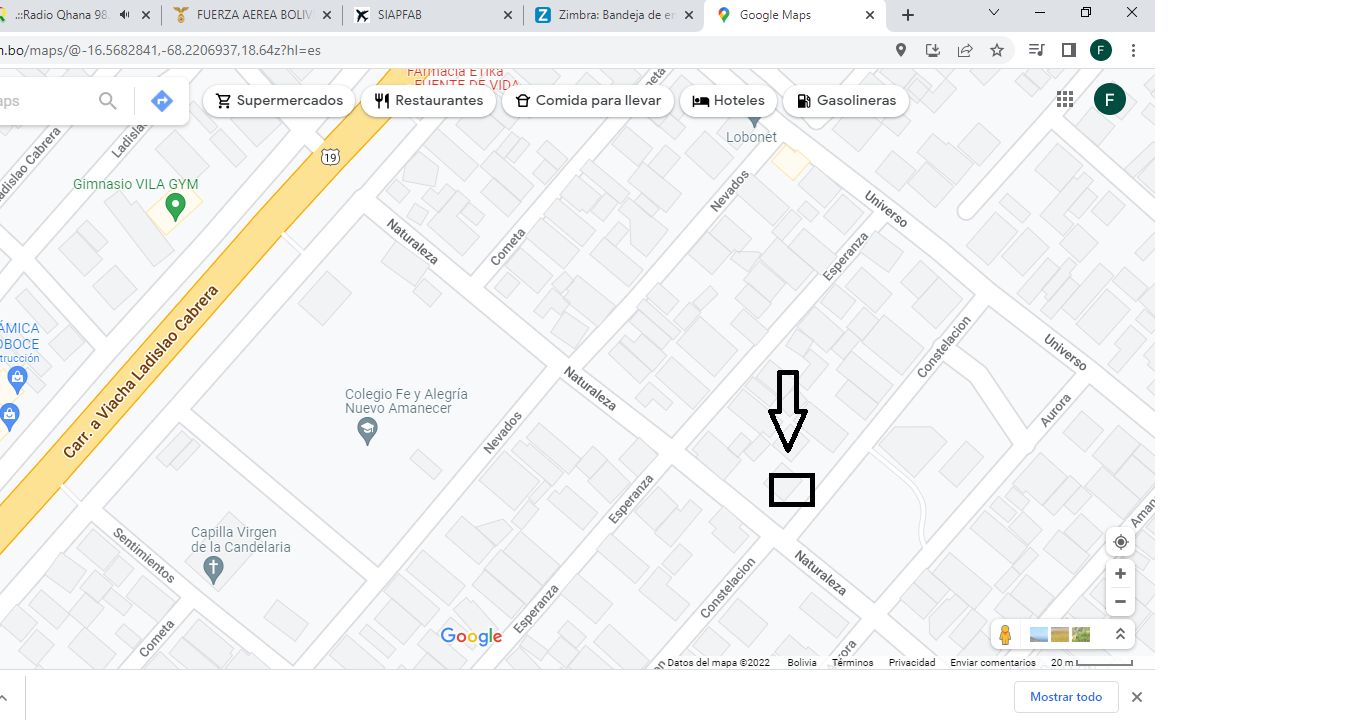 .::Radio Qhana 98.
FUERZA AEREA BOLIV
SIAPFAB
Zimbra: Bandeja de en
Google Maps
n.bo/maps/@-16.5682841,-68.2206937,18.64z?hl=es
F
aps
Supermercados
Restaurantes
Comida para llevar
Hoteles
Gasolineras
F
Farmacia Etika
FUENTE DE VIDA
Lobonet
19
Ladislao Cabrera
Ladislao
Gimnasio VILA GYM
Naturaleza
Cometa
Nevados
Universo
Esperanza
Carr. a Viacha Ladislao Cabrera
ÁMICA
OBOCE
trucción
Constelacion
Universo
Naturaleza
Colegio Fe y Alegría
Nuevo Amanecer
Nevados
Aurora
Esperanza
Sentimientos
Capilla Virgen
de la Candelaria
Naturaleza
Constelacion
Esperanza
Cometa
Google
Datos del mapa ©2022
Bolivia
Términos
Privacidad
Enviar comentarios
20 m
Mostrar todo